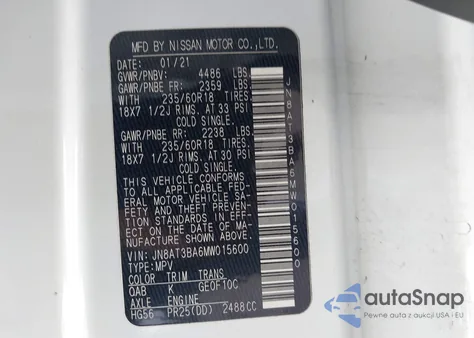 MFD BY NISSAN MOTOR CO.,LTD.
DATE: 01/21
GVWR/PNBV: 4486 LBS.
GAWR/PNBE FR: 2359 LBS.
WITH 235/60R18 TIRES.
18X7 1/2J RIMS. AT 33 PSI
COLD SINGLE.
GAWR/PNBE RR: 2238 LBS.
WITH 235/60R18 TIRES.
18X7 1/2J RIMS. AT 30 PSI
COLD SINGLE.
THIS VEHICLE CONFORMS
TO ALL APPLICABLE FED-
ERAL MOTOR VEHICLE SA-
FETY AND THEFT PREVEN-
TION STANDARDS IN EFF-
ECT ON THE DATE OF MA-
NUFACTURE SHOWN ABOVE.
VIN: JN8AT3BA6MW015600
TYPE:MPV
COLOR TRIM TRANS
QAB K GE0F10C
AXLE ENGINE
HG56 PR25(DD) 2488CC
JN8AT3BA6MW015600
autoSnap
Pewne auta z aukcji USA i Kanady